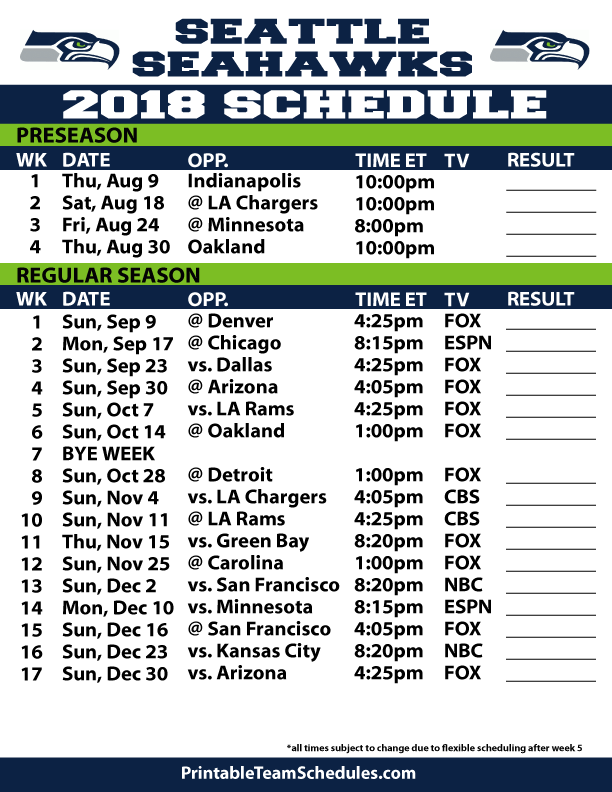 SEATTLE
SEAHAWKS
2018 SCHEDULE
PRESEASON
WK DATE OPP. TIME ET TV RESULT
1 Thu, Aug 9 Indianapolis 10:00pm
2 Sat, Aug 18 @ LA Chargers 10:00pm
3 Fri, Aug 24 @ Minnesota 8:00pm
4 Thu, Aug 30 Oakland 10:00pm
REGULAR SEASON
WK DATE OPP. TIME ET TV RESULT
1 Sun, Sep 9 @ Denver 4:25pm FOX
2 Mon, Sep 17 @ Chicago 8:15pm ESPN
3 Sun, Sep 23 vs. Dallas 4:25pm FOX
4 Sun, Sep 30 @ Arizona 4:05pm FOX
5 Sun, Oct 7 vs. LA Rams 4:25pm FOX
6 Sun, Oct 14 @ Oakland 1:00pm FOX
7 BYE WEEK
8 Sun, Oct 28 @ Detroit 1:00pm FOX
9 Sun, Nov 4 vs. LA Chargers 4:05pm CBS
10 Sun, Nov 11 @ LA Rams 4:25pm CBS
11 Thu, Nov 15 vs. Green Bay 8:20pm FOX
12 Sun, Nov 25 @ Carolina 1:00pm FOX
13 Sun, Dec 2 vs. San Francisco 8:20pm NBC
14 Mon, Dec 10 vs. Minnesota 8:15pm ESPN
15 Sun, Dec 16 @ San Francisco 4:05pm FOX
16 Sun, Dec 23 vs. Kansas City 8:20pm NBC
17 Sun, Dec 30 vs. Arizona 4:25pm FOX
*all times subject to change due to flexible scheduling after week 5
PrintableTeamSchedules.com